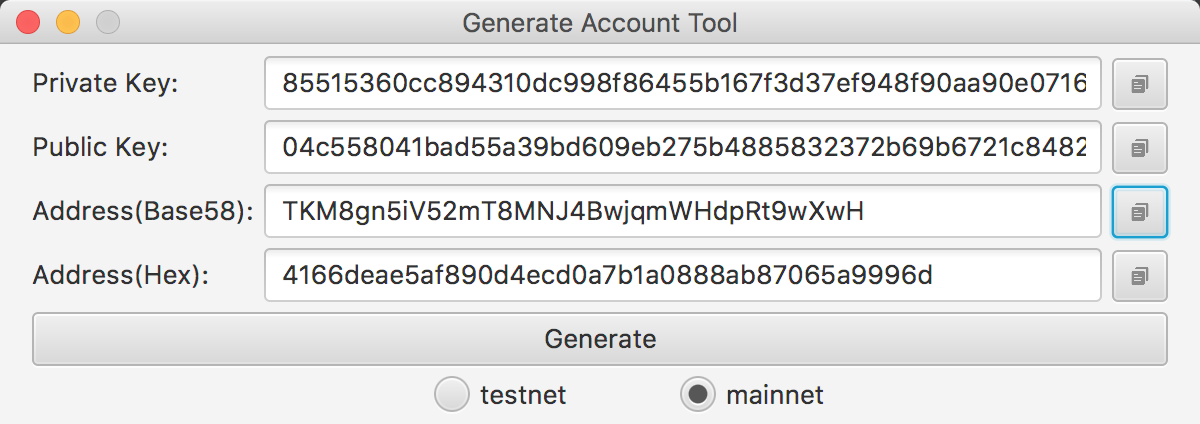 Generate Account Tool
Private Key: 85515360cc894310dc998f86455b167f3d37ef948f90aa90e0716
Public Key: 04c558041bad55a39bd609eb275b4885832372b69b6721c8482
Address(Base58): TKM8gn5iV52mT8MNJ4BwjqmWHdpRt9wXwH
Address(Hex): 4166deae5af890d4ecd0a7b1a0888ab87065a9996d
Generate
testnet mainnet